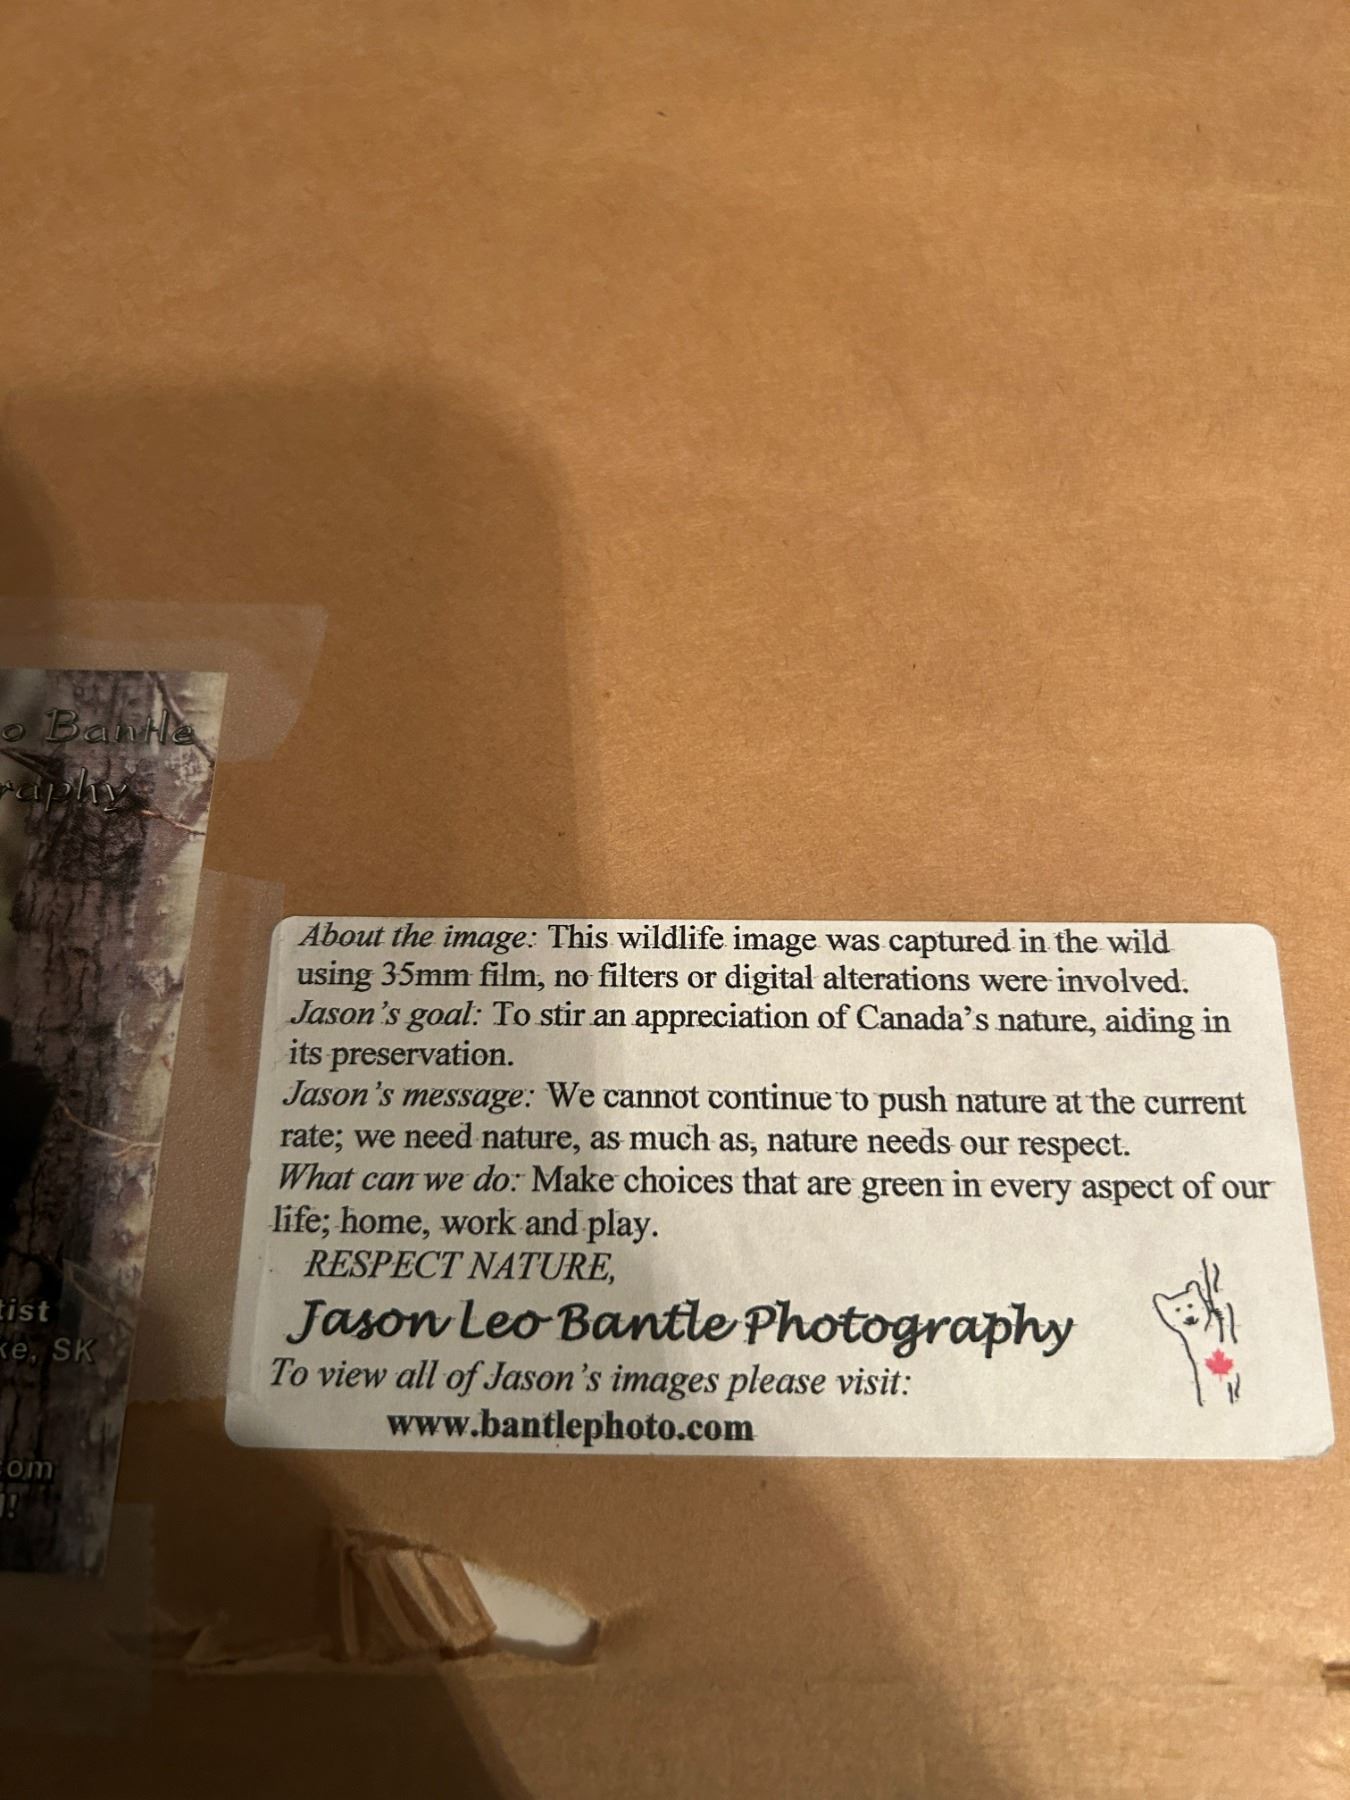 o Bantle
raphy
tist
ke, SK
om
!
About the image: This wildlife image was captured in the wild
using 35mm film, no filters or digital alterations were involved.
Jason's goal: To stir an appreciation of Canada's nature, aiding in
its preservation.
Jason's message: We cannot continue to push nature at the current
rate; we need nature, as much as, nature needs our respect.
What can we do: Make choices that are green in every aspect of our
life; home, work and play.
RESPECT NATURE,
Jason Leo Bantle Photography
To view all of Jason's images please visit:
www.bantlephoto.com